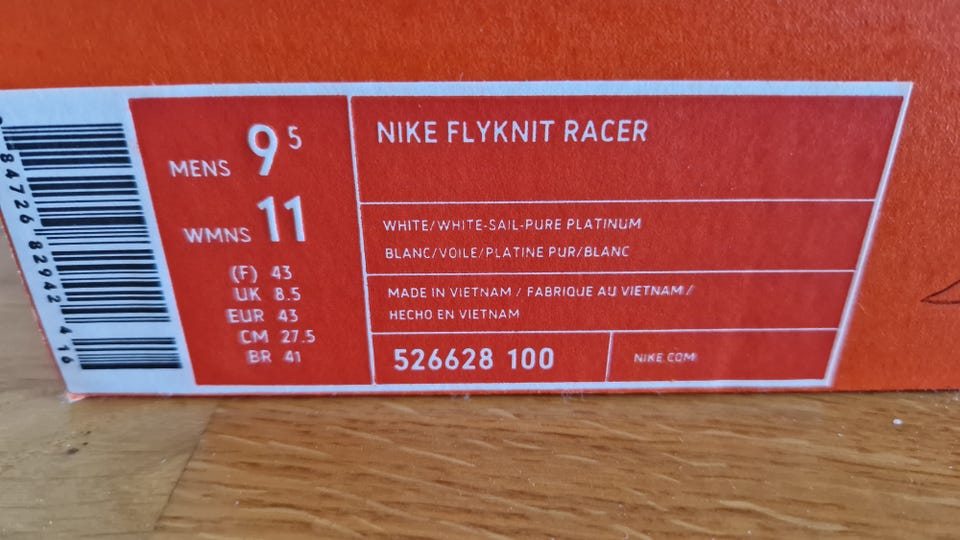 84726 82942 4 16
MENS 9 5
WMNS 11
(F) 43
UK 8.5
EUR 43
CM 27.5
BR 41
NIKE FLYKNIT RACER
WHITE/WHITE-SAIL-PURE PLATINUM
BLANC/VOILE/PLATINE PUR/BLANC
MADE IN VIETNAM / FABRIQUE AU VIETNAM /
HECHO EN VIETNAM
526628 100
NIKE.COM